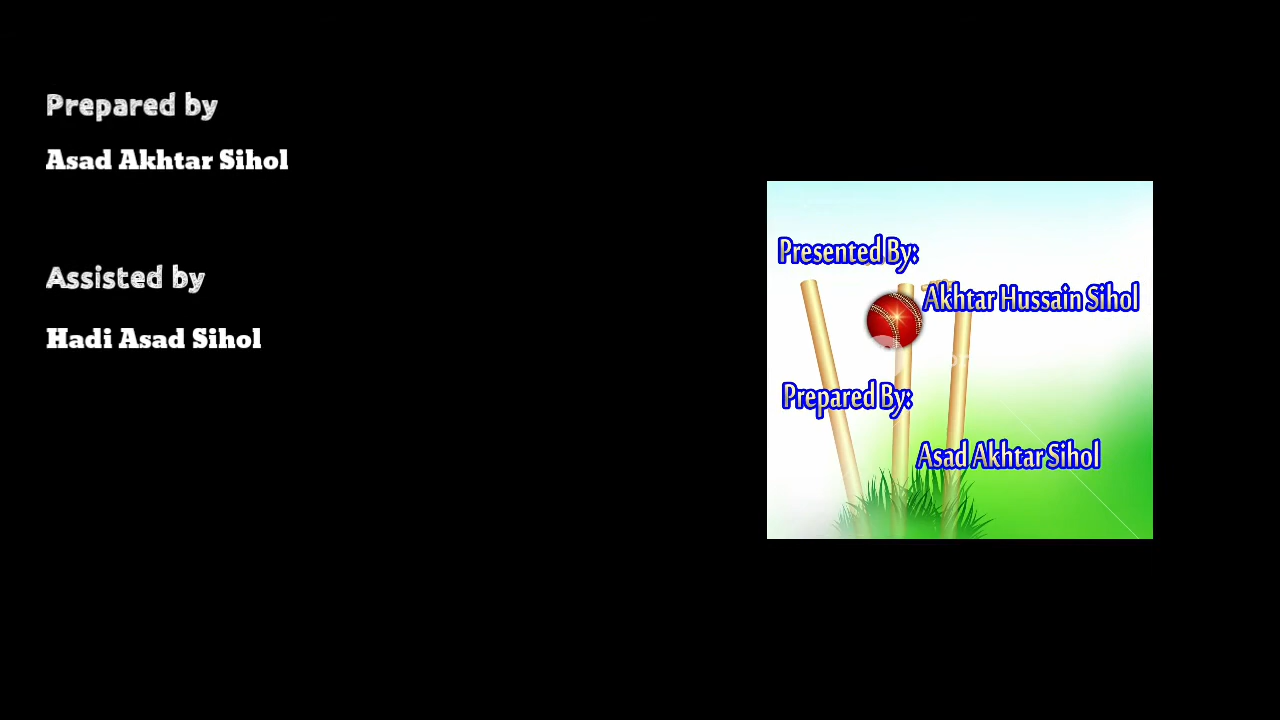 Prepared by
Asad Akhtar Sihol
Assisted by
Hadi Asad Sihol
Presented By:
Akhtar Hussain Sihol
Prepared By:
Asad Akhtar Sihol